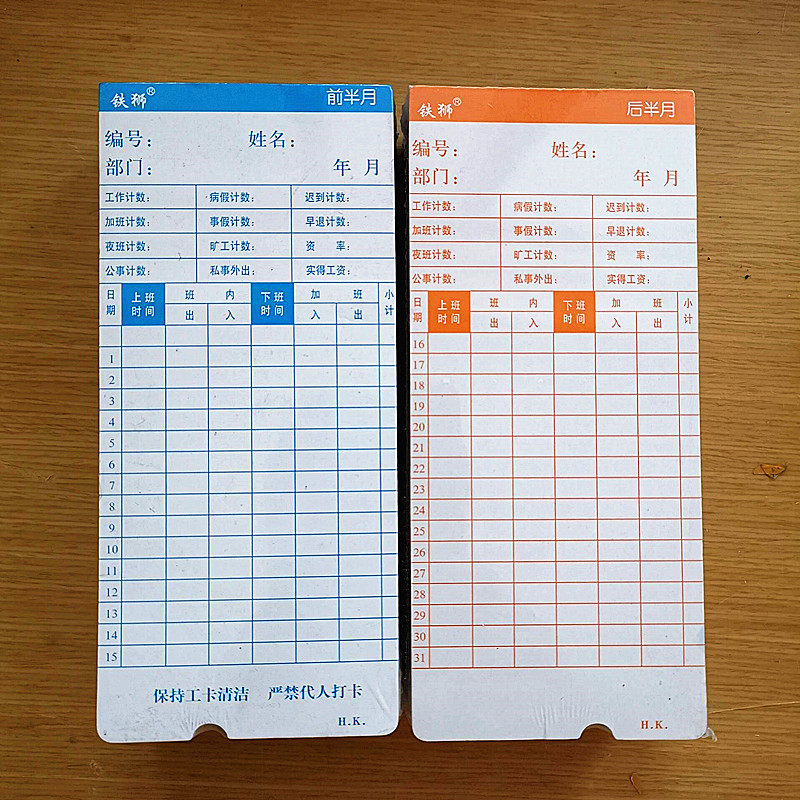 铁狮® 前半月
编号： 姓名：
部门： 年 月
工作计数： 病假计数： 迟到计数：
加班计数： 事假计数： 早退计数：
夜班计数： 旷工计数： 资 率：
公事计数： 私事外出： 实得工资：
日期 上班时间 班 内 下班时间 加 班 小计
出 入 入 出
1
2
3
4
5
6
7
8
9
10
11
12
13
14
15
保持工卡清洁 严禁代人打卡
H.K.
铁狮® 后半月
编号： 姓名：
部门： 年 月
工作计数： 病假计数： 迟到计数：
加班计数： 事假计数： 早退计数：
夜班计数： 旷工计数： 资 率：
公事计数： 私事外出： 实得工资：
日期 上班时间 班 内 下班时间 加 班 小计
出 入 入 出
16
17
18
19
20
21
22
23
24
25
26
27
28
29
30
31
H.K.